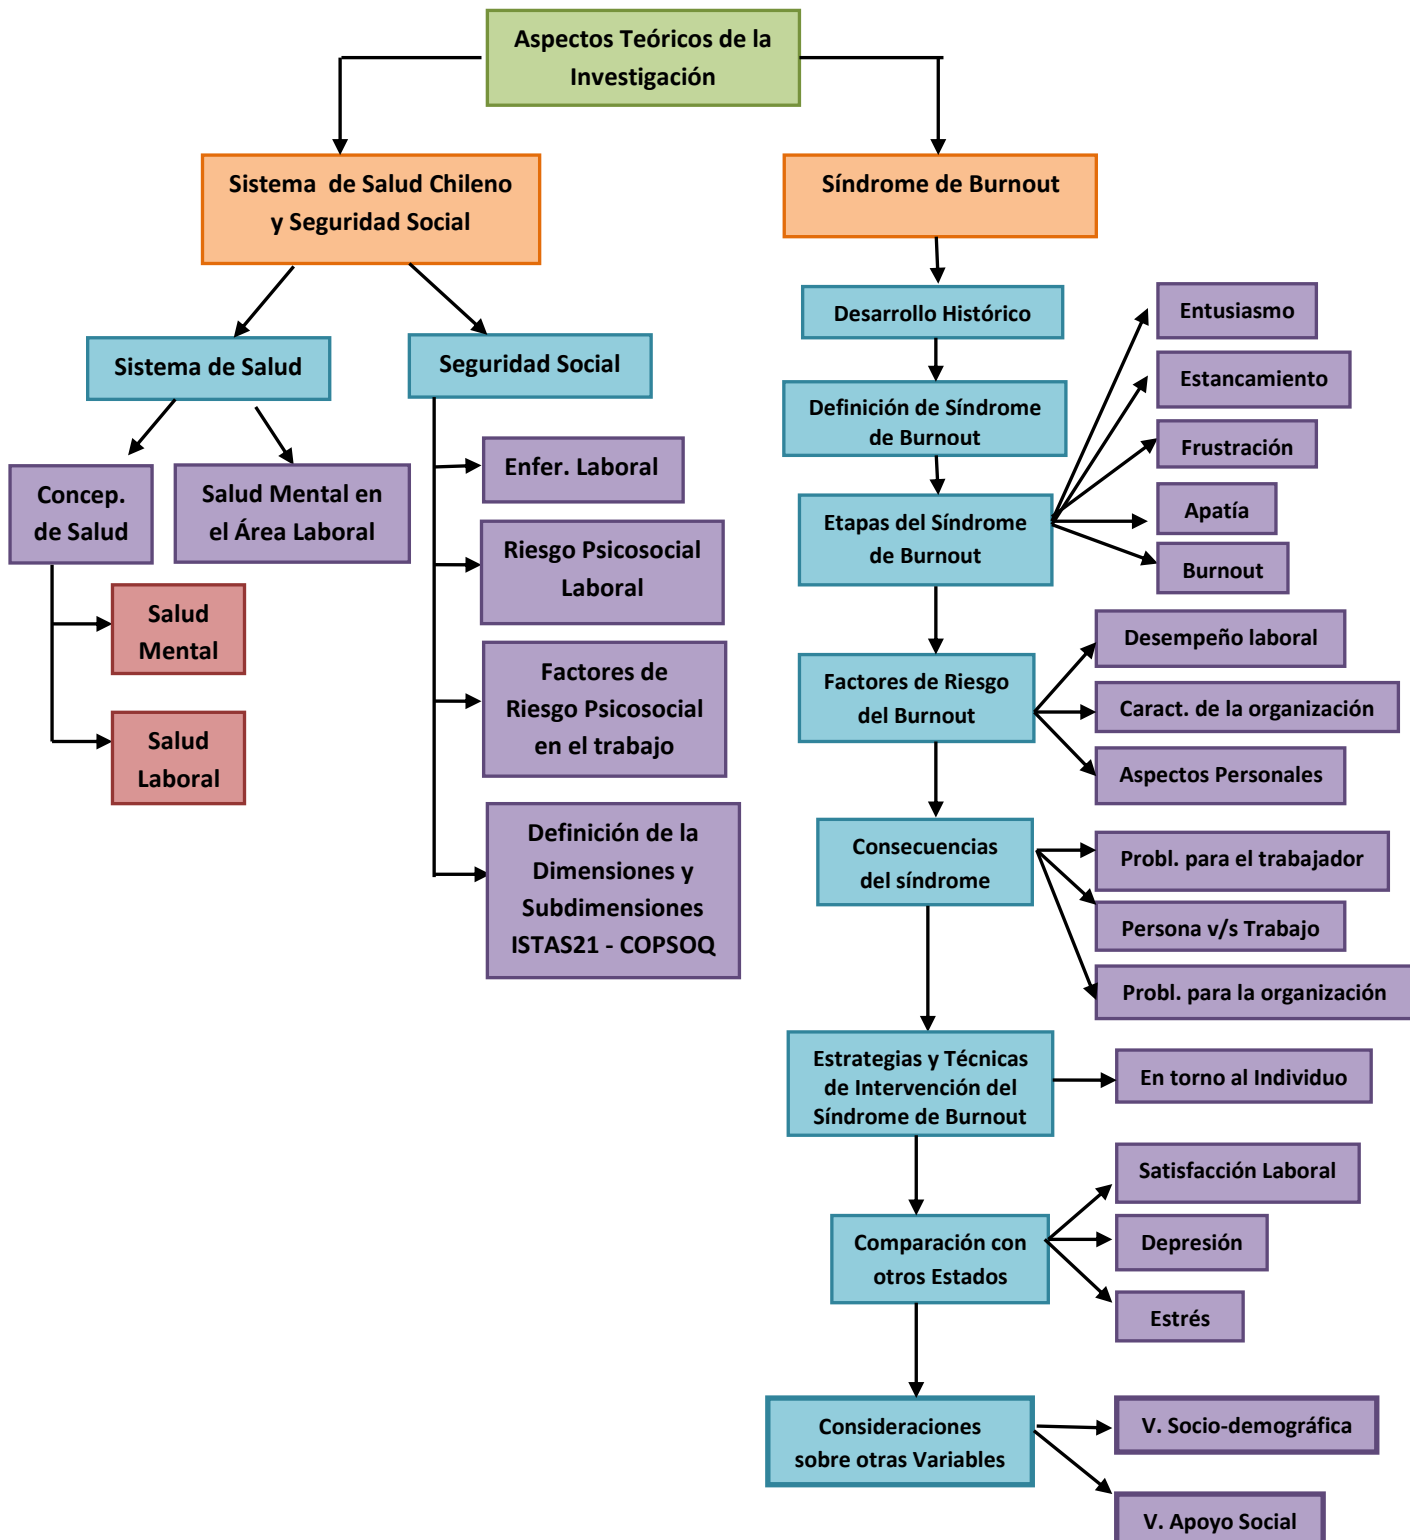 Aspectos Teóricos de la
Investigación
Sistema de Salud Chileno
y Seguridad Social
Sistema de Salud
Concep.
de Salud
Salud Mental en
el Área Laboral
Salud
Mental
Salud
Laboral
Seguridad Social
Enfer. Laboral
Riesgo Psicosocial
Laboral
Factores de
Riesgo Psicosocial
en el trabajo
Definición de la
Dimensiones y
Subdimensiones
ISTAS21 - COPSOQ
Síndrome de Burnout
Desarrollo Histórico
Definición de Síndrome
de Burnout
Etapas del Síndrome
de Burnout
Entusiasmo
Estancamiento
Frustración
Apatía
Burnout
Factores de Riesgo
del Burnout
Desempeño laboral
Caract. de la organización
Aspectos Personales
Consecuencias
del síndrome
Probl. para el trabajador
Persona v/s Trabajo
Probl. para la organización
Estrategias y Técnicas
de Intervención del
Síndrome de Burnout
En torno al Individuo
Comparación con
otros Estados
Satisfacción Laboral
Depresión
Estrés
Consideraciones
sobre otras Variables
V. Socio-demográfica
V. Apoyo Social